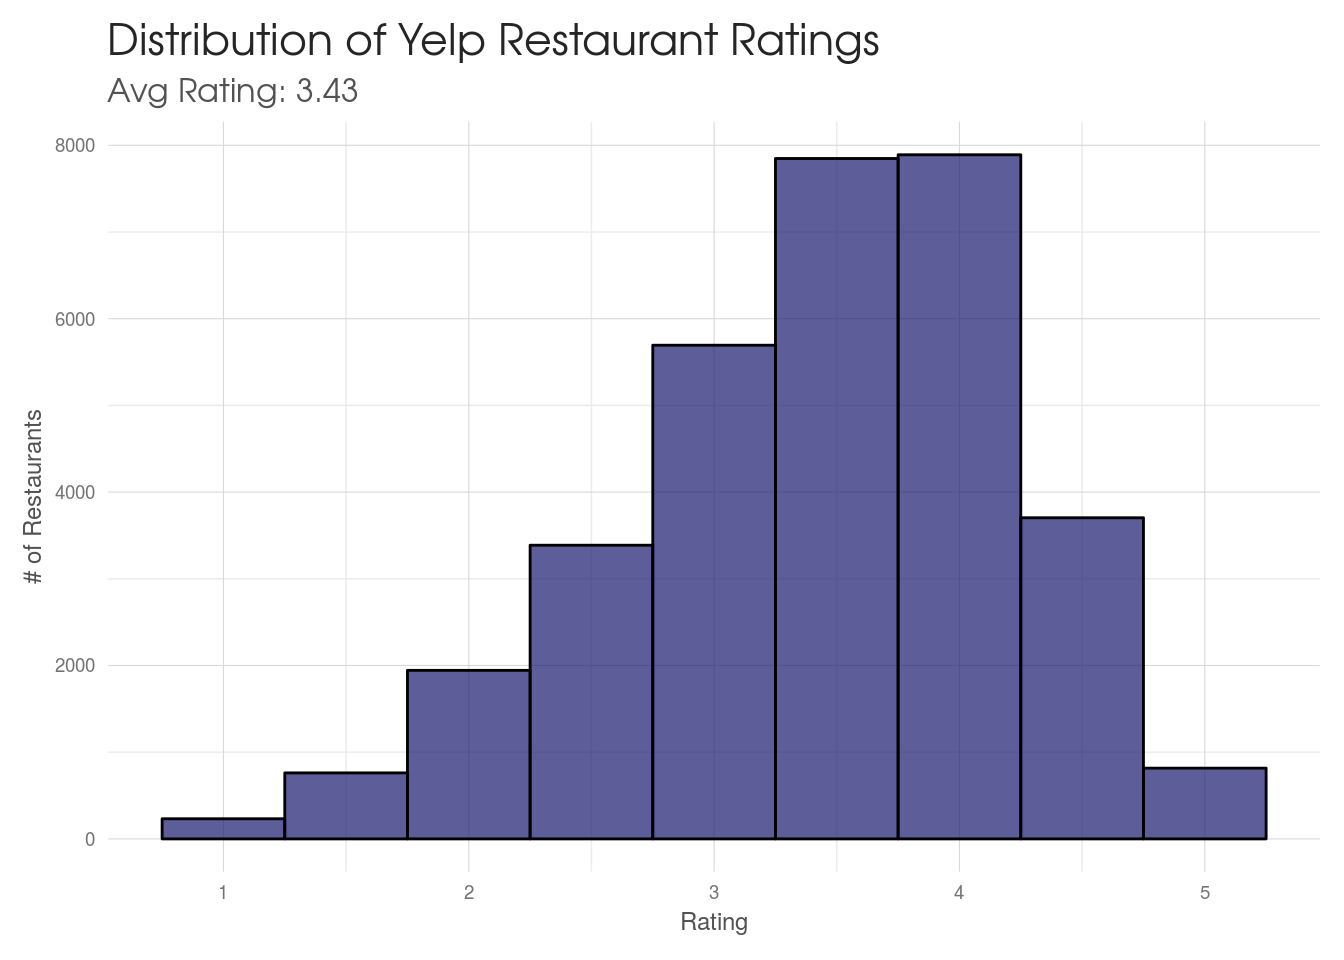 Distribution of Yelp Restaurant Ratings
Avg Rating: 3.43
# of Restaurants
8000
6000
4000
2000
0
1 2 3 4 5
Rating